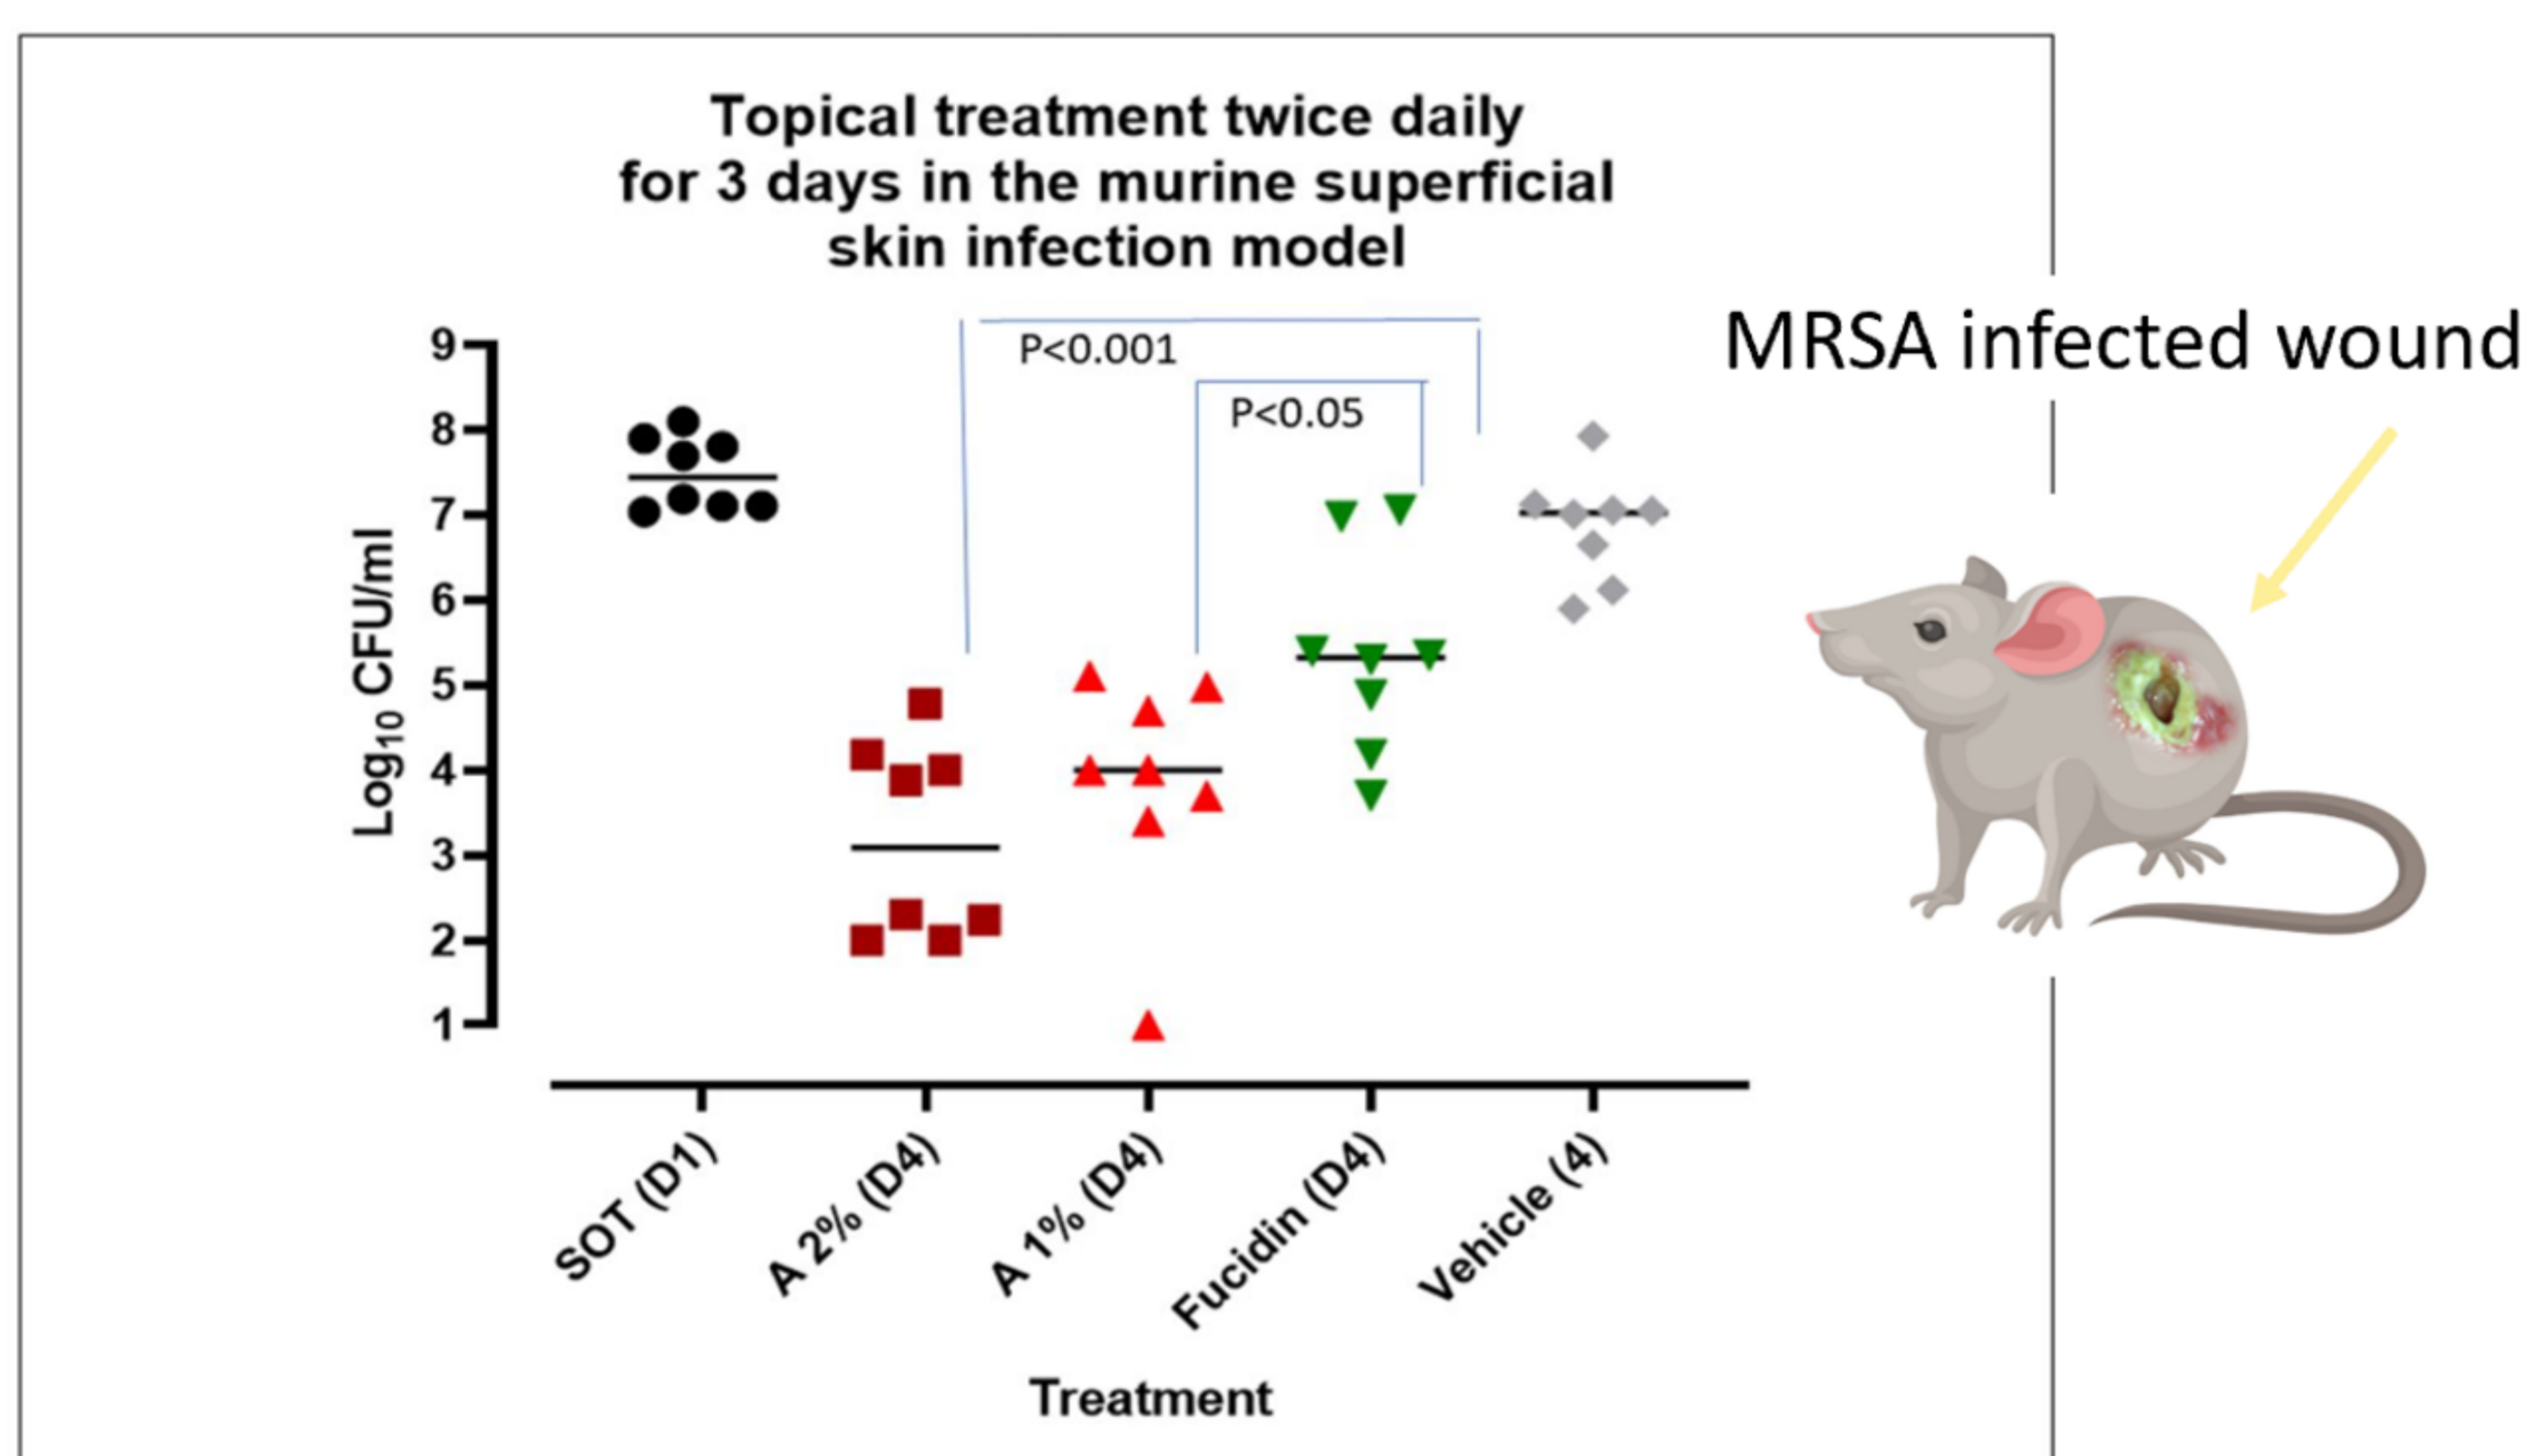 Topical treatment twice daily
for 3 days in the murine superficial
skin infection model
MRSA infected wound
P<0.001
P<0.05
Log10 CFU/ml
9
8
7
6
5
4
3
2
1
SOT (D1)
A 2% (D4)
A 1% (D4)
Fucidin (D4)
Vehicle (4)
Treatment